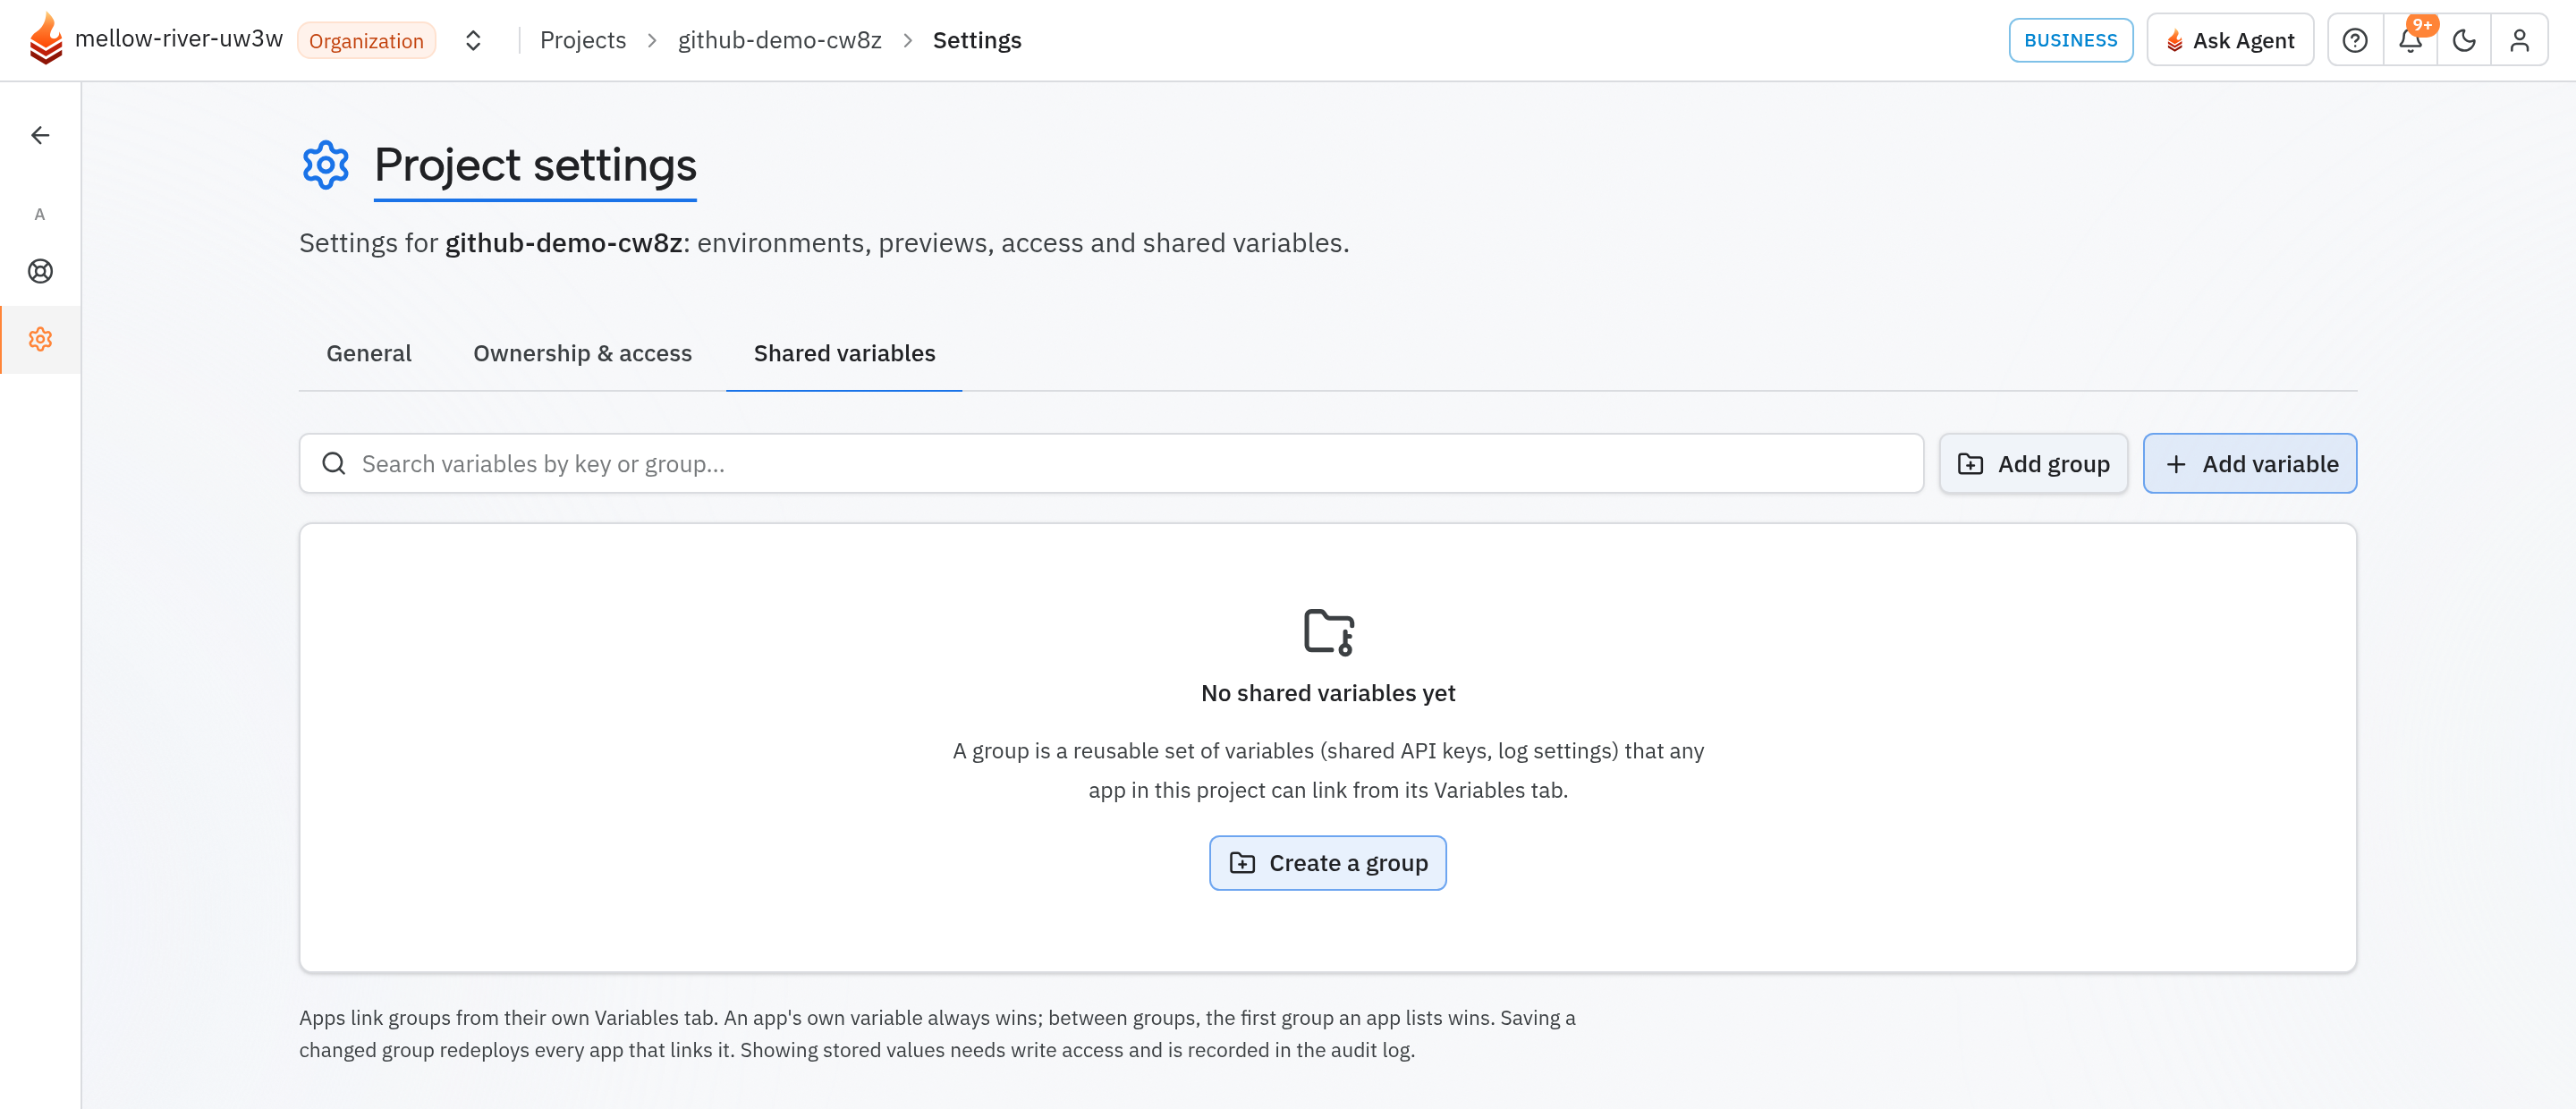 mellow-river-uw3w Organization Projects > github-demo-cw8z > Settings BUSINESS Ask Agent 9+
A
Project settings
Settings for github-demo-cw8z: environments, previews, access and shared variables.
General Ownership & access Shared variables
Search variables by key or group... Add group + Add variable
No shared variables yet
A group is a reusable set of variables (shared API keys, log settings) that any
app in this project can link from its Variables tab.
Create a group
Apps link groups from their own Variables tab. An app's own variable always wins; between groups, the first group an app lists wins. Saving a
changed group redeploys every app that links it. Showing stored values needs write access and is recorded in the audit log.